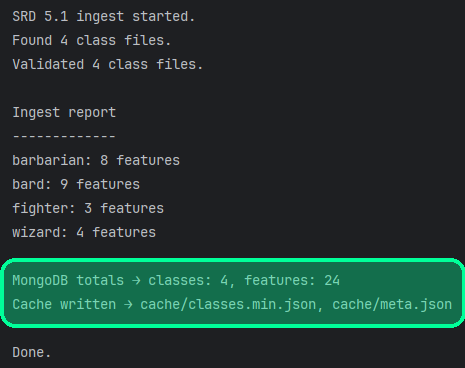 SRD 5.1 ingest started.
Found 4 class files.
Validated 4 class files.
Ingest report
-------------
barbarian: 8 features
bard: 9 features
fighter: 3 features
wizard: 4 features
MongoDB totals → classes: 4, features: 24
Cache written → cache/classes.min.json, cache/meta.json
Done.